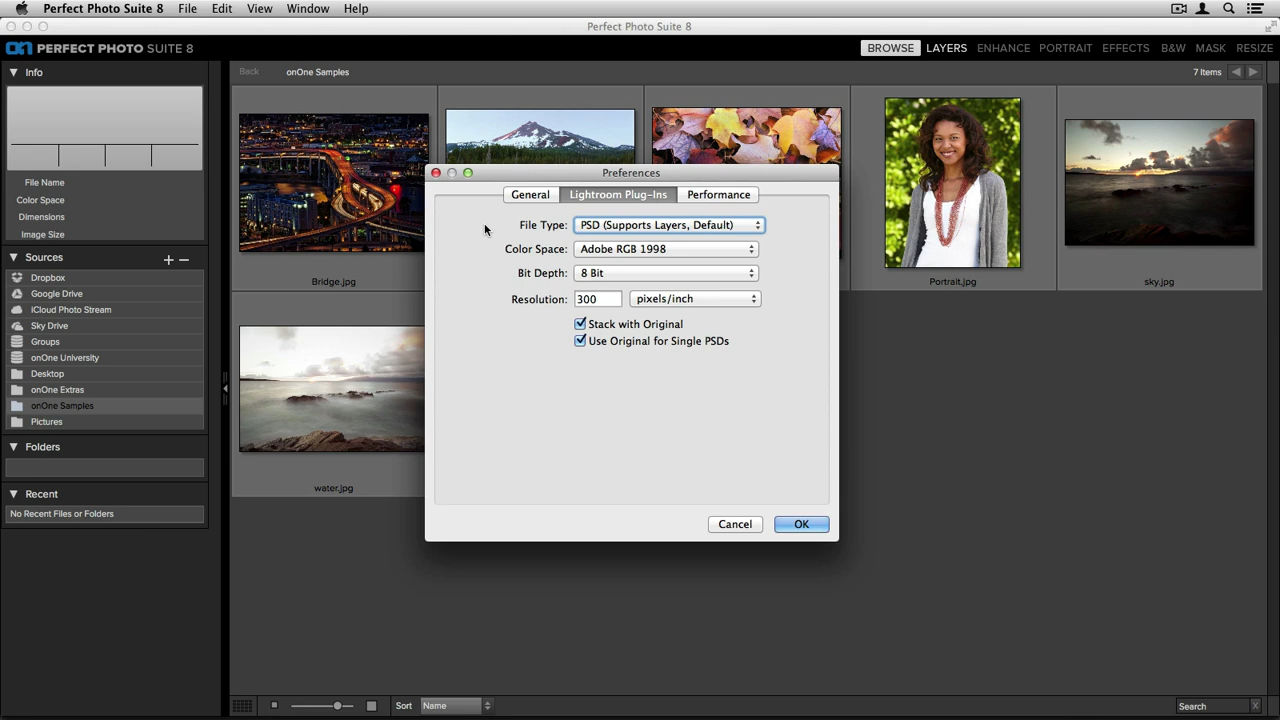 Perfect Photo Suite 8 File Edit View Window Help
Perfect Photo Suite 8
on PERFECT PHOTO SUITE 8 BROWSE LAYERS ENHANCE PORTRAIT EFFECTS B&W MASK RESIZE
Info
File Name
Color Space
Dimensions
Image Size
Sources + −
Dropbox
Google Drive
iCloud Photo Stream
Sky Drive
Groups
onOne University
Desktop
onOne Extras
onOne Samples
Pictures
Folders
Recent
No Recent Files or Folders
Back onOne Samples 7 Items
Bridge.jpg
Portrait.jpg
sky.jpg
water.jpg
Preferences
General Lightroom Plug-Ins Performance
File Type: PSD (Supports Layers, Default)
Color Space: Adobe RGB 1998
Bit Depth: 8 Bit
Resolution: 300 pixels/inch
Stack with Original
Use Original for Single PSDs
Cancel OK
Sort Name Search X